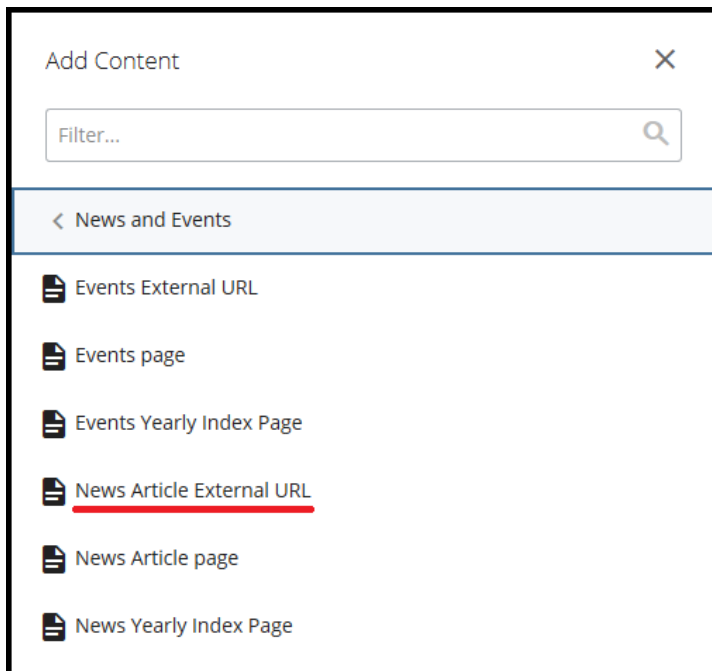 Add Content
Filter...
News and Events
Events External URL
Events page
Events Yearly Index Page
News Article External URL
News Article page
News Yearly Index Page